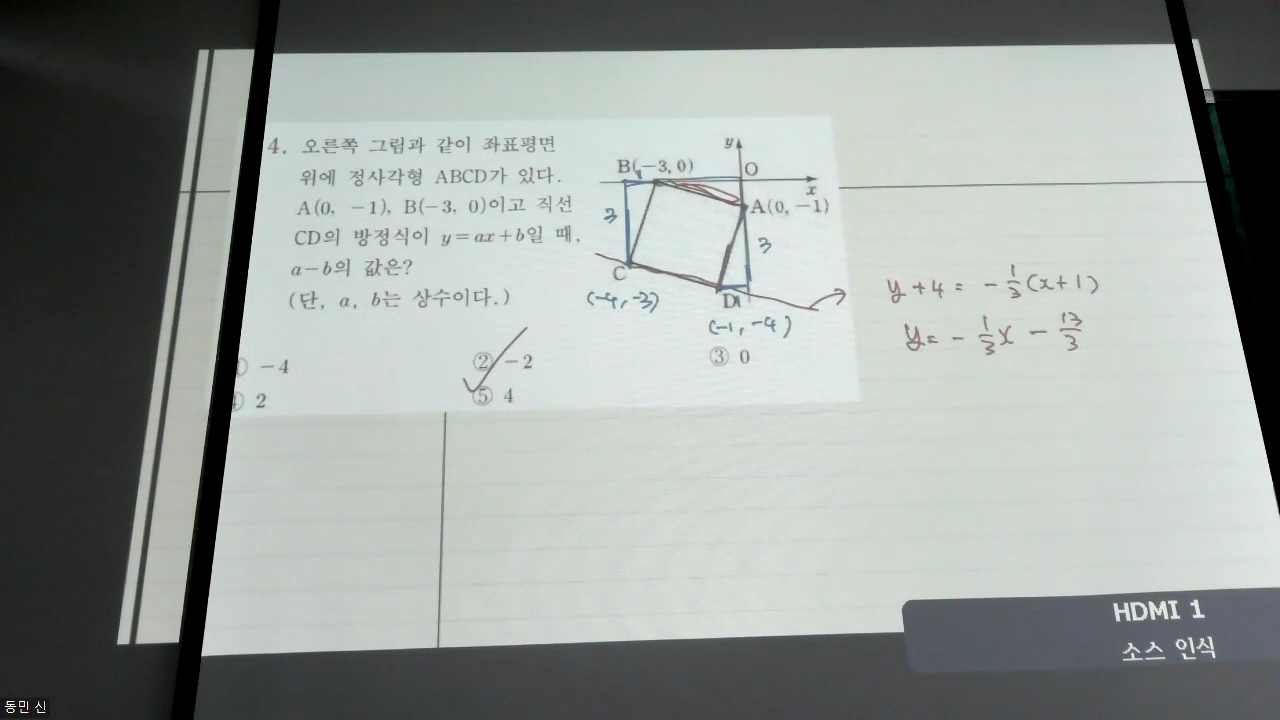 4. 오른쪽 그림과 같이 좌표평면
위에 정사각형 ABCD가 있다.
A(0, −1), B(−3, 0)이고 직선
CD의 방정식이 y=ax+b일 때,
a−b의 값은?
(단, a, b는 상수이다.)
① −4
② −2
③ 0
④ 2
⑤ 4
y
B(−3, 0)
O
x
A(0, −1)
3
3
C
D
1
(-4, -3)
(-1, -4)
y+4 = -1/3(x+1)
y = -1/3x - 13/3
HDMI 1
소스 인식
동민 신